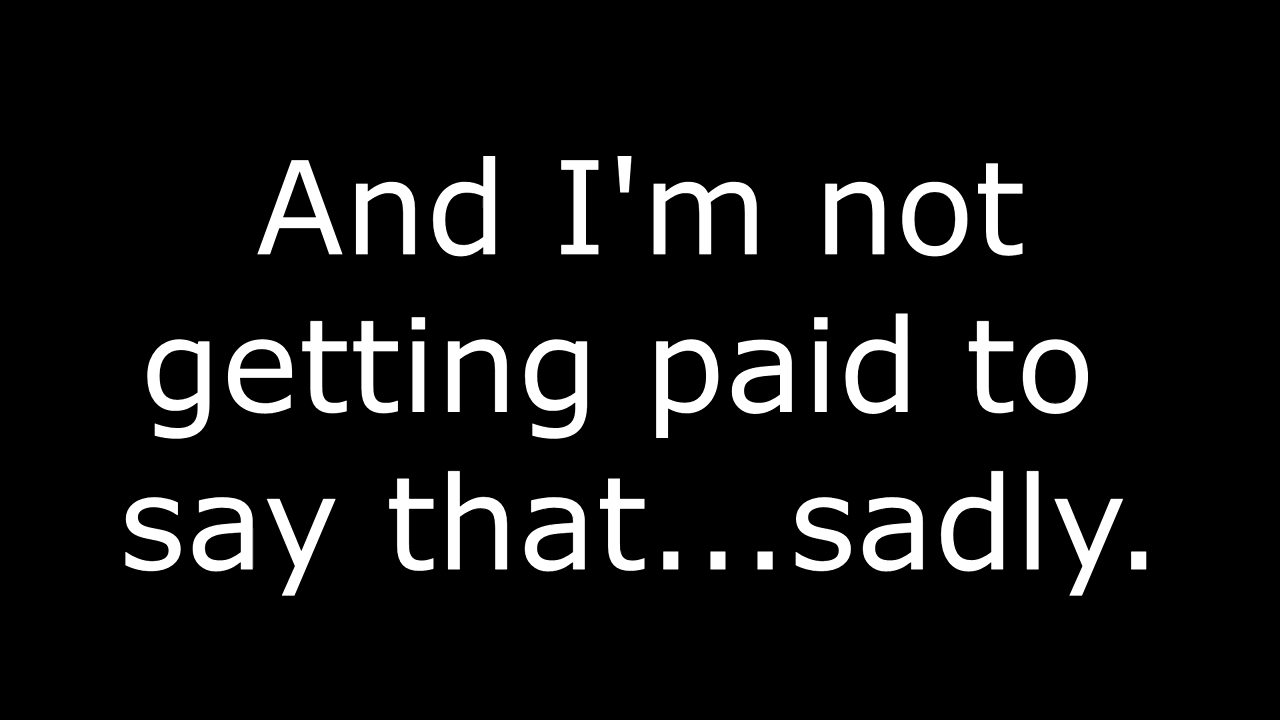 And I'm not
getting paid to
say that...sadly.